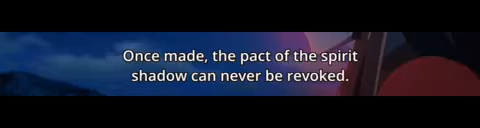 Once made, the pact of the spirit
shadow can never be revoked.